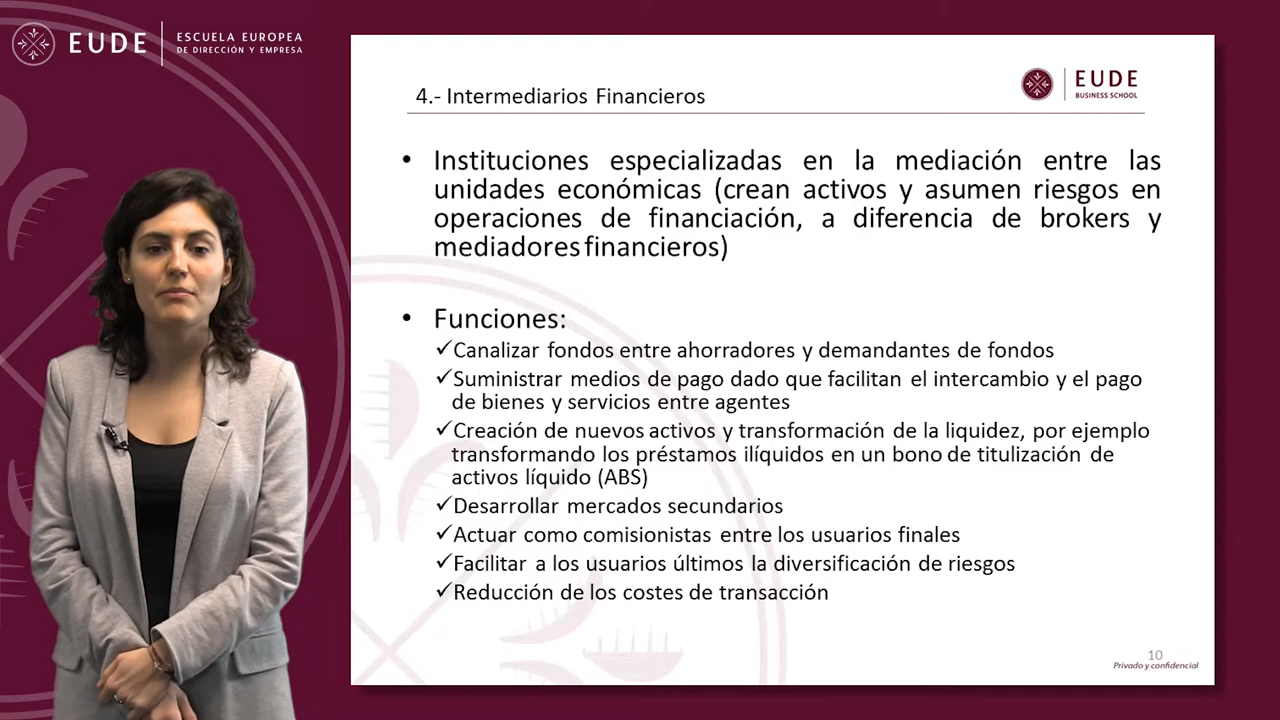 EUDE
ESCUELA EUROPEA
DE DIRECCIÓN Y EMPRESA
4.- Intermediarios Financieros
EUDE
BUSINESS SCHOOL
• Instituciones especializadas en la mediación entre las
unidades económicas (crean activos y asumen riesgos en
operaciones de financiación, a diferencia de brokers y
mediadores financieros)
• Funciones:
✓Canalizar fondos entre ahorradores y demandantes de fondos
✓Suministrar medios de pago dado que facilitan el intercambio y el pago
de bienes y servicios entre agentes
✓Creación de nuevos activos y transformación de la liquidez, por ejemplo
transformando los préstamos ilíquidos en un bono de titulización de
activos líquido (ABS)
✓Desarrollar mercados secundarios
✓Actuar como comisionistas entre los usuarios finales
✓Facilitar a los usuarios últimos la diversificación de riesgos
✓Reducción de los costes de transacción
10
Privado y confidencial